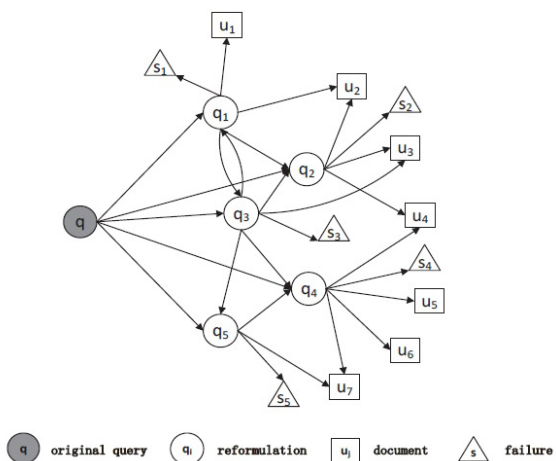 u1
s1
u2
s2
q1
u3
q2
q3
u4
q
s3
s4
q4
u5
q5
u6
u7
s5
q original query qi reformulation uj document s failure